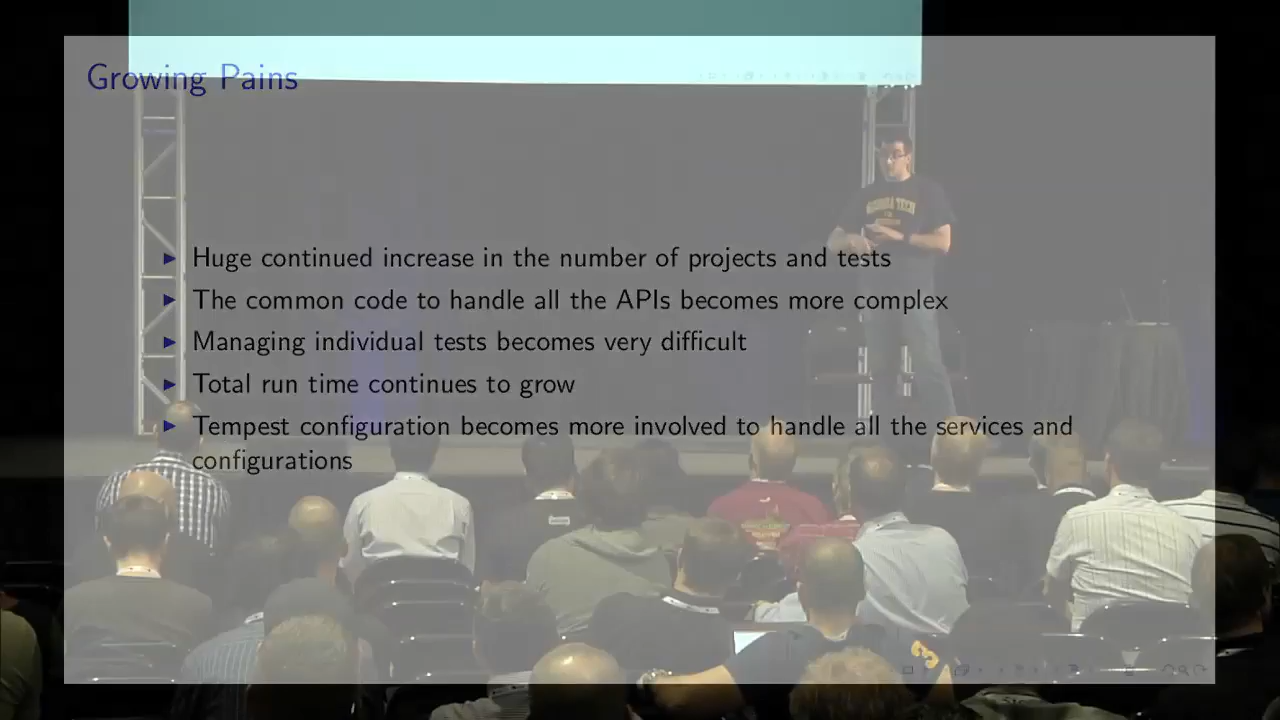 Growing Pains
► Huge continued increase in the number of projects and tests
► The common code to handle all the APIs becomes more complex
► Managing individual tests becomes very difficult
► Total run time continues to grow
► Tempest configuration becomes more involved to handle all the services and
configurations
3